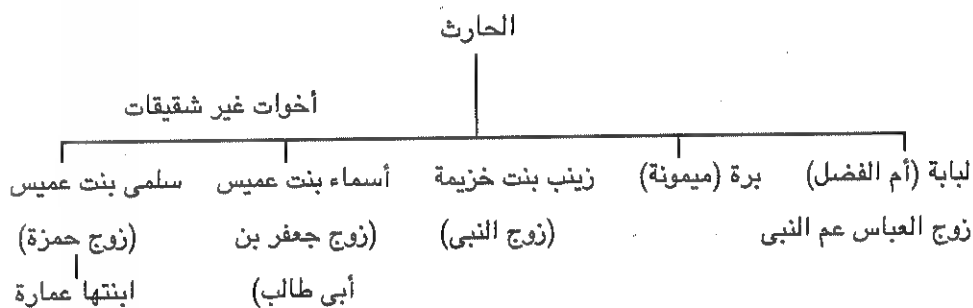 الحارث
أخوات غير شقيقات
لبابة (أم الفضل) برة (ميمونة) زينب بنت خزيمة أسماء بنت عميس سلمى بنت عميس
زوج العباس عم النبى (زوج النبى) (زوج جعفر بن (زوج حمزة)
أبى طالب) ابنتها عمارة